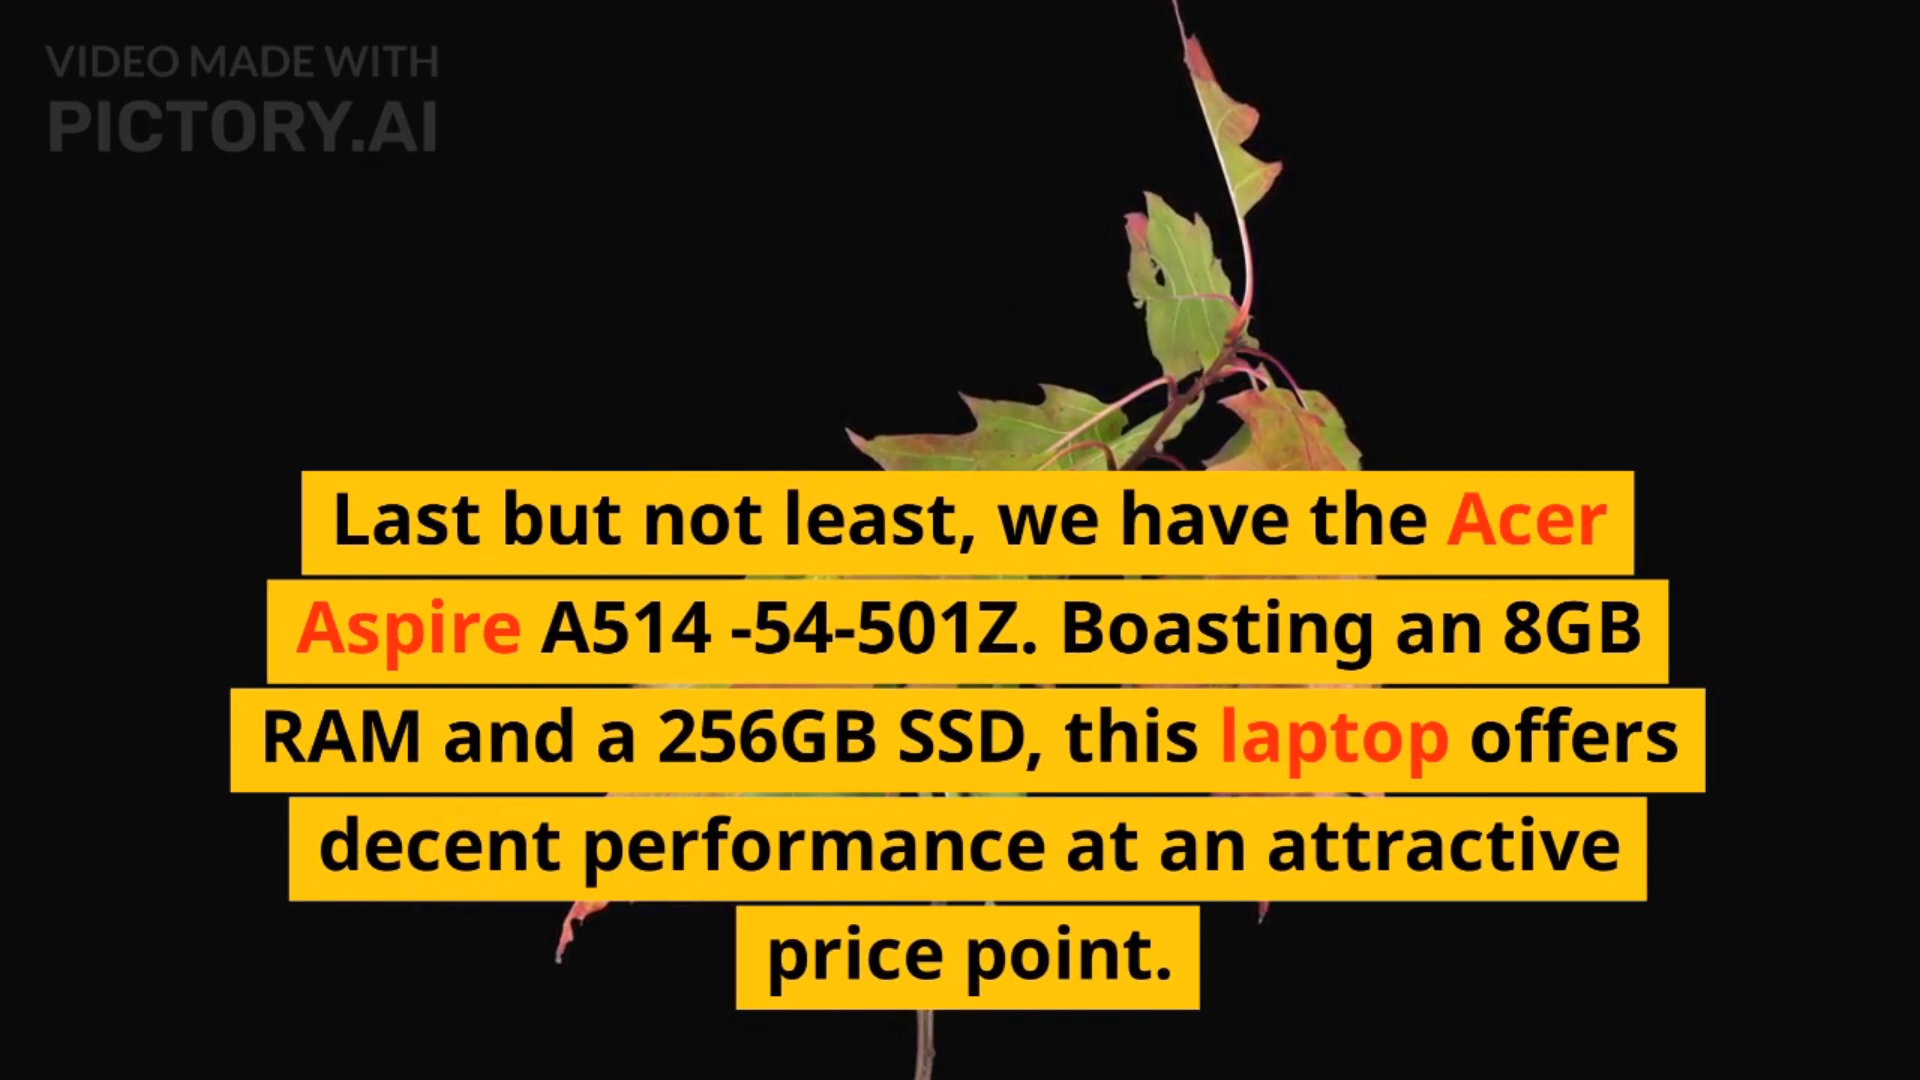 VIDEO MADE WITH
PICTORY.AI
Last but not least, we have the Acer
Aspire A514 -54-501Z. Boasting an 8GB
RAM and a 256GB SSD, this laptop offers
decent performance at an attractive
price point.